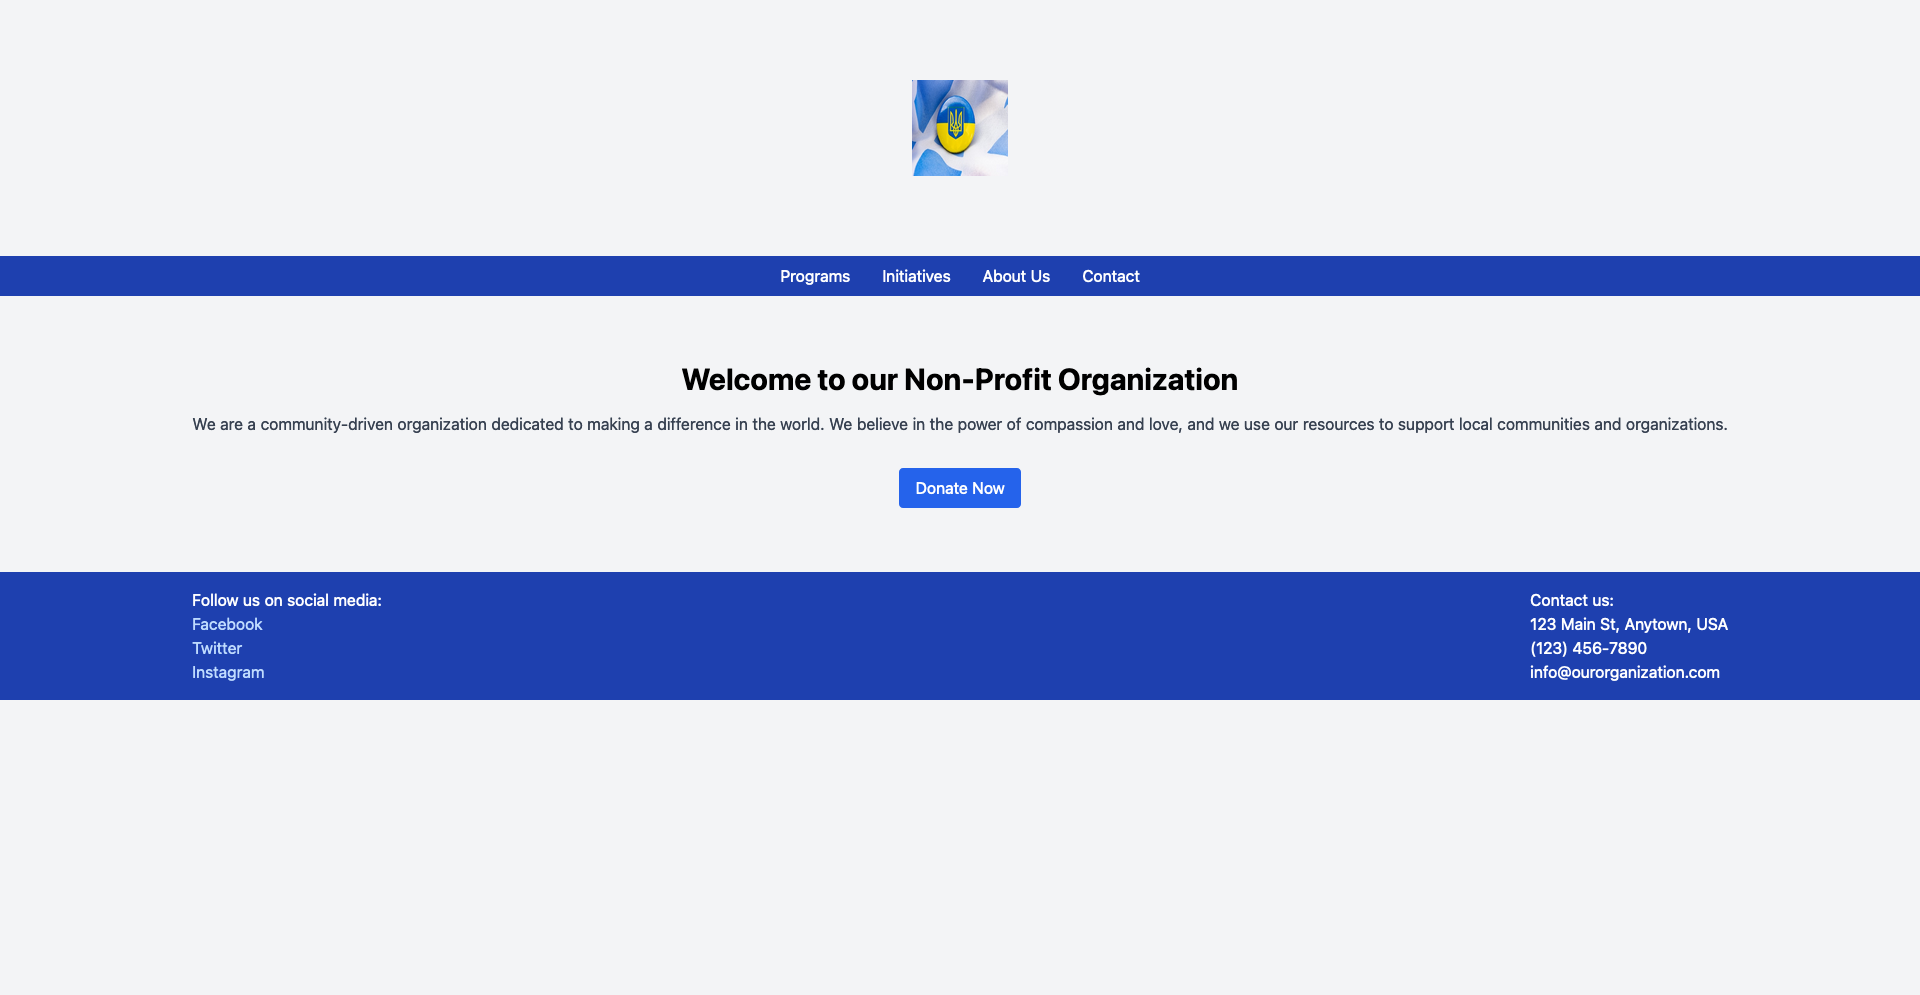 Programs Initiatives About Us Contact
Welcome to our Non-Profit Organization
We are a community-driven organization dedicated to making a difference in the world. We believe in the power of compassion and love, and we use our resources to support local communities and organizations.
Donate Now
Follow us on social media:
Facebook
Twitter
Instagram
Contact us:
123 Main St, Anytown, USA
(123) 456-7890
info@ourorganization.com